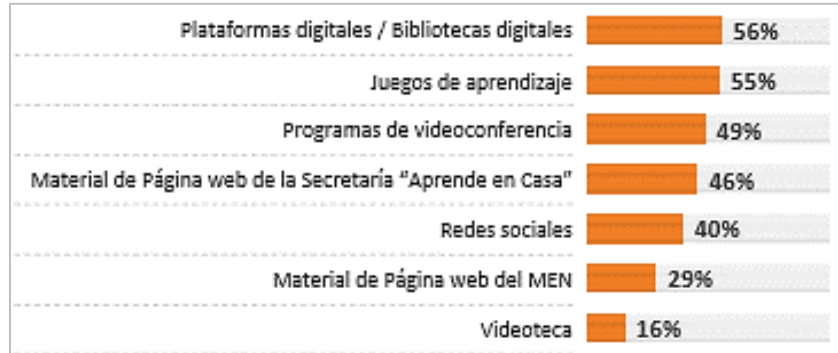 Plataformas digitales / Bibliotecas digitales 56%
Juegos de aprendizaje 55%
Programas de videoconferencia 49%
Material de Página web de la Secretaría "Aprende en Casa" 46%
Redes sociales 40%
Material de Página web del MEN 29%
Videoteca 16%